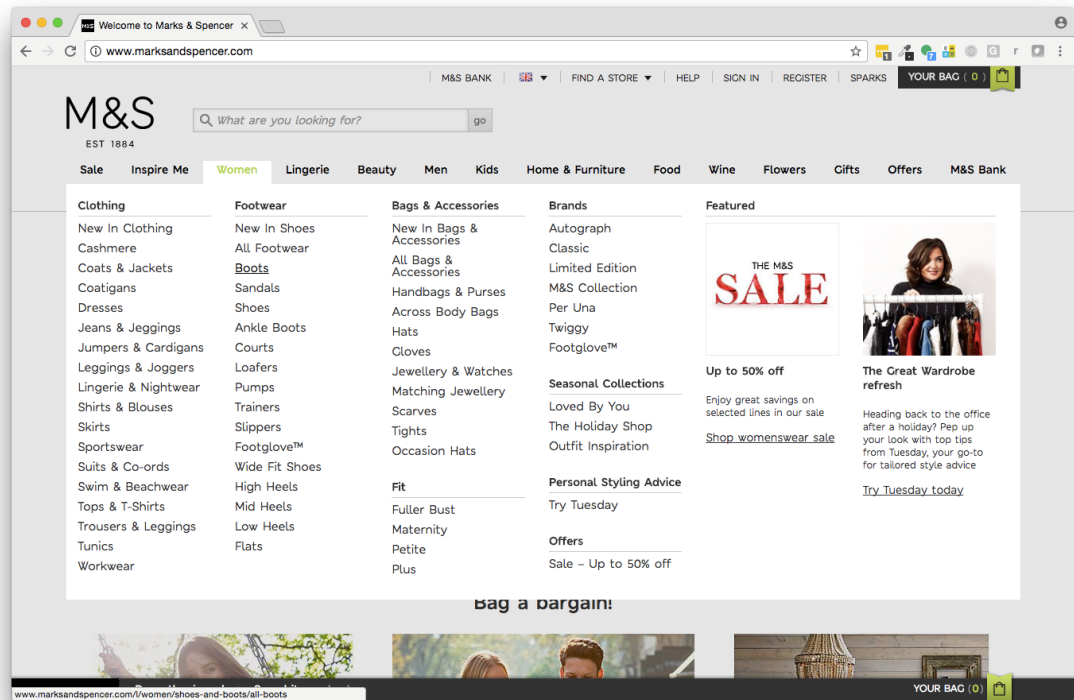 Welcome to Marks & Spencer
www.marksandspencer.com
M&S BANK
FIND A STORE
HELP
SIGN IN
REGISTER
SPARKS
YOUR BAG ( 0 )
M&S
EST 1884
What are you looking for?
go
Sale
Inspire Me
Women
Lingerie
Beauty
Men
Kids
Home & Furniture
Food
Wine
Flowers
Gifts
Offers
M&S Bank
Clothing
New In Clothing
Cashmere
Coats & Jackets
Coatigans
Dresses
Jeans & Jeggings
Jumpers & Cardigans
Leggings & Joggers
Lingerie & Nightwear
Shirts & Blouses
Skirts
Sportswear
Suits & Co-ords
Swim & Beachwear
Tops & T-Shirts
Trousers & Leggings
Tunics
Workwear
Footwear
New In Shoes
All Footwear
Boots
Sandals
Shoes
Ankle Boots
Courts
Loafers
Pumps
Trainers
Slippers
Footglove™
Wide Fit Shoes
High Heels
Mid Heels
Low Heels
Flats
Bags & Accessories
New In Bags &
Accessories
All Bags &
Accessories
Handbags & Purses
Across Body Bags
Hats
Gloves
Jewellery & Watches
Matching Jewellery
Scarves
Tights
Occasion Hats
Fit
Fuller Bust
Maternity
Petite
Plus
Brands
Autograph
Classic
Limited Edition
M&S Collection
Per Una
Twiggy
Footglove™
Seasonal Collections
Loved By You
The Holiday Shop
Outfit Inspiration
Personal Styling Advice
Try Tuesday
Offers
Sale – Up to 50% off
Featured
THE M&S
SALE
Up to 50% off
Enjoy great savings on
selected lines in our sale
Shop womenswear sale
The Great Wardrobe
refresh
Heading back to the office
after a holiday? Pep up
your look with top tips
from Tuesday, your go-to
for tailored style advice
Try Tuesday today
Bag a bargain!
www.marksandspencer.com/l/women/shoes-and-boots/all-boots
YOUR BAG (0)